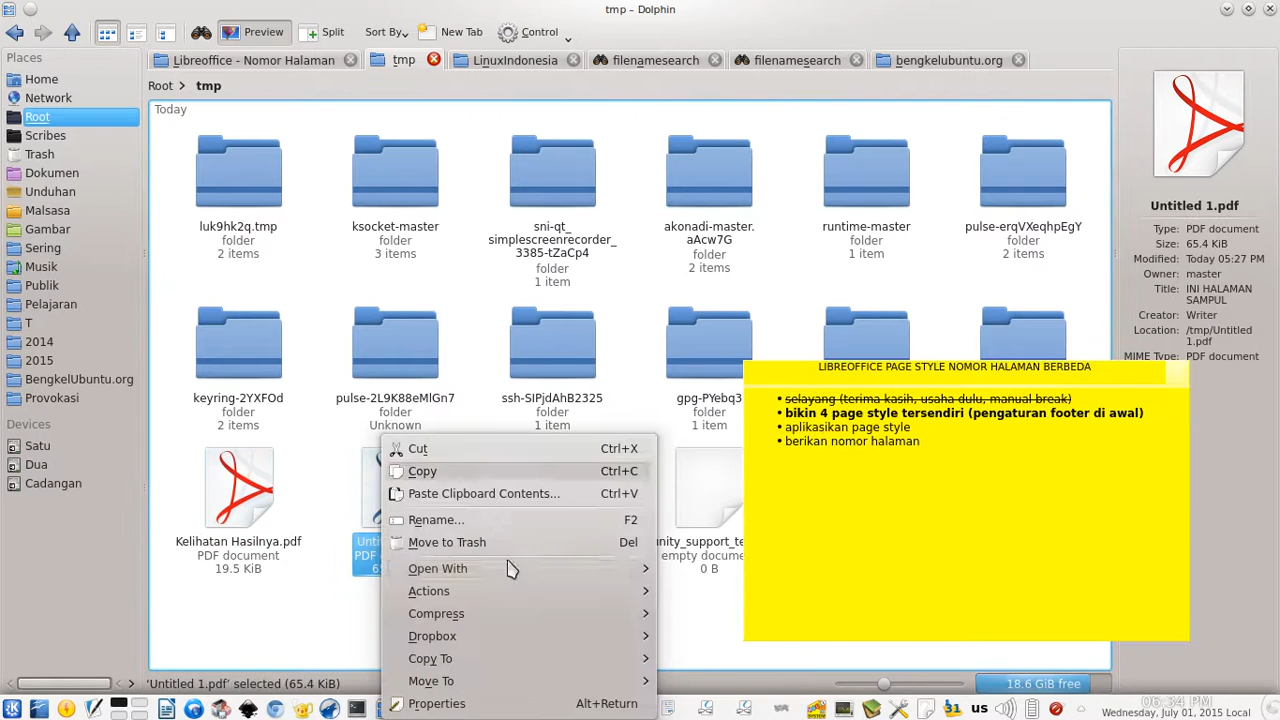 tmp – Dolphin
Preview
Split
Sort By
New Tab
Control
Places
Home
Network
Root
Scribes
Trash
Dokumen
Unduhan
Malsasa
Gambar
Sering
Musik
Publik
Pelajaran
T
2014
2015
BengkelUbuntu.org
Provokasi
Devices
Satu
Dua
Cadangan
Libreoffice - Nomor Halaman
tmp
LinuxIndonesia
filenamesearch
filenamesearch
bengkelubuntu.org
Root > tmp
Today
luk9hk2q.tmp
folder
2 items
ksocket-master
folder
3 items
sni-qt_
simplescreenrecorder_
3385-tZaCp4
folder
1 item
akonadi-master.
aAcw7G
folder
2 items
runtime-master
folder
1 item
pulse-erqVXeqhpEgY
folder
2 items
keyring-2YXFOd
folder
2 items
pulse-2L9K88eMlGn7
folder
Unknown
ssh-SIPjdAhB2325
folder
1 item
gpg-PYebq3
folder
1 item
Kelihatan Hasilnya.pdf
PDF document
19.5 KiB
unity_support_te
empty docume
0 B
Cut Ctrl+X
Copy Ctrl+C
Paste Clipboard Contents... Ctrl+V
Rename... F2
Move to Trash Del
Open With
Actions
Compress
Dropbox
Copy To
Move To
Properties Alt+Return
LIBREOFFICE PAGE STYLE NOMOR HALAMAN BERBEDA
• selayang (terima kasih, usaha dulu, manual break)
• bikin 4 page style tersendiri (pengaturan footer di awal)
• aplikasikan page style
• berikan nomor halaman
Untitled 1.pdf
Type: PDF document
Size: 65.4 KiB
Modified: Today 05:27 PM
Owner: master
Title: INI HALAMAN
SAMPUL
Creator: Writer
Location: /tmp/Untitled
1.pdf
MIME Type: PDF document
'Untitled 1.pdf' selected (65.4 KiB)
18.6 GiB free
us
06:34 PM
Wednesday, July 01, 2015 Local